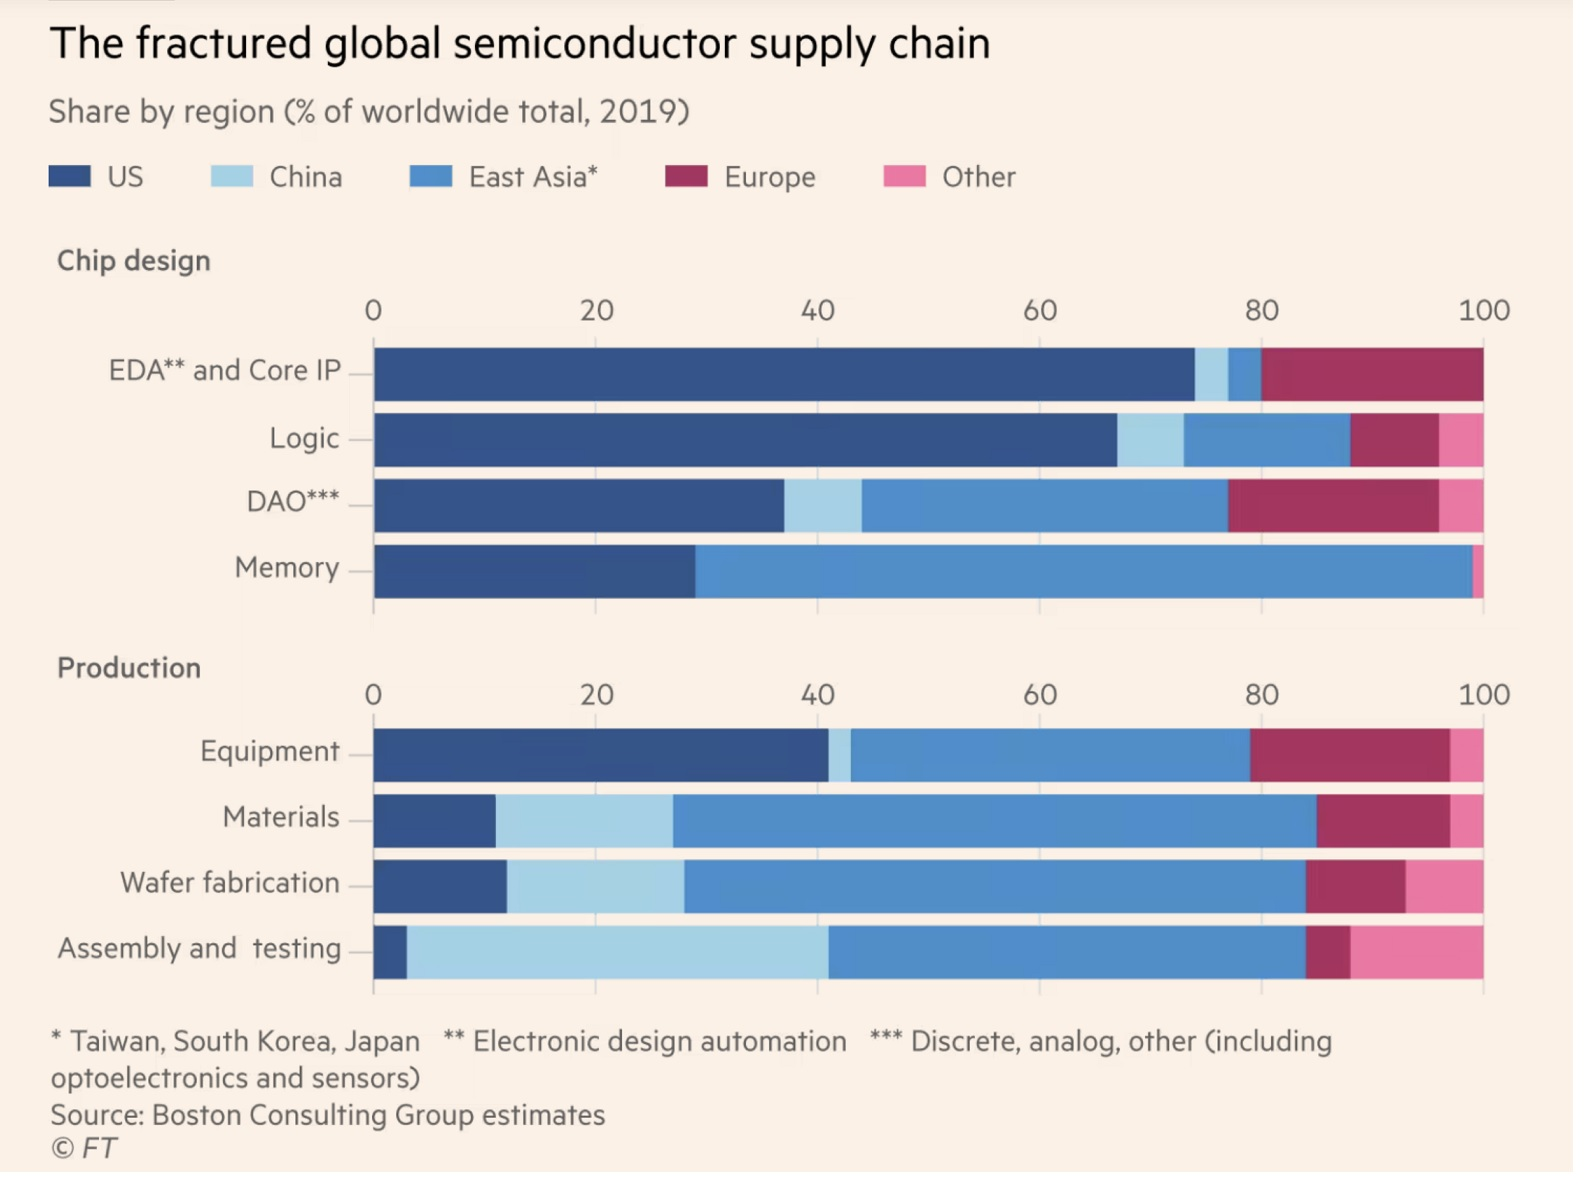 The fractured global semiconductor supply chain
Share by region (% of worldwide total, 2019)
US China East Asia* Europe Other
Chip design
0 20 40 60 80 100
EDA** and Core IP
Logic
DAO***
Memory
Production
0 20 40 60 80 100
Equipment
Materials
Wafer fabrication
Assembly and testing
* Taiwan, South Korea, Japan ** Electronic design automation *** Discrete, analog, other (including
optoelectronics and sensors)
Source: Boston Consulting Group estimates
© FT